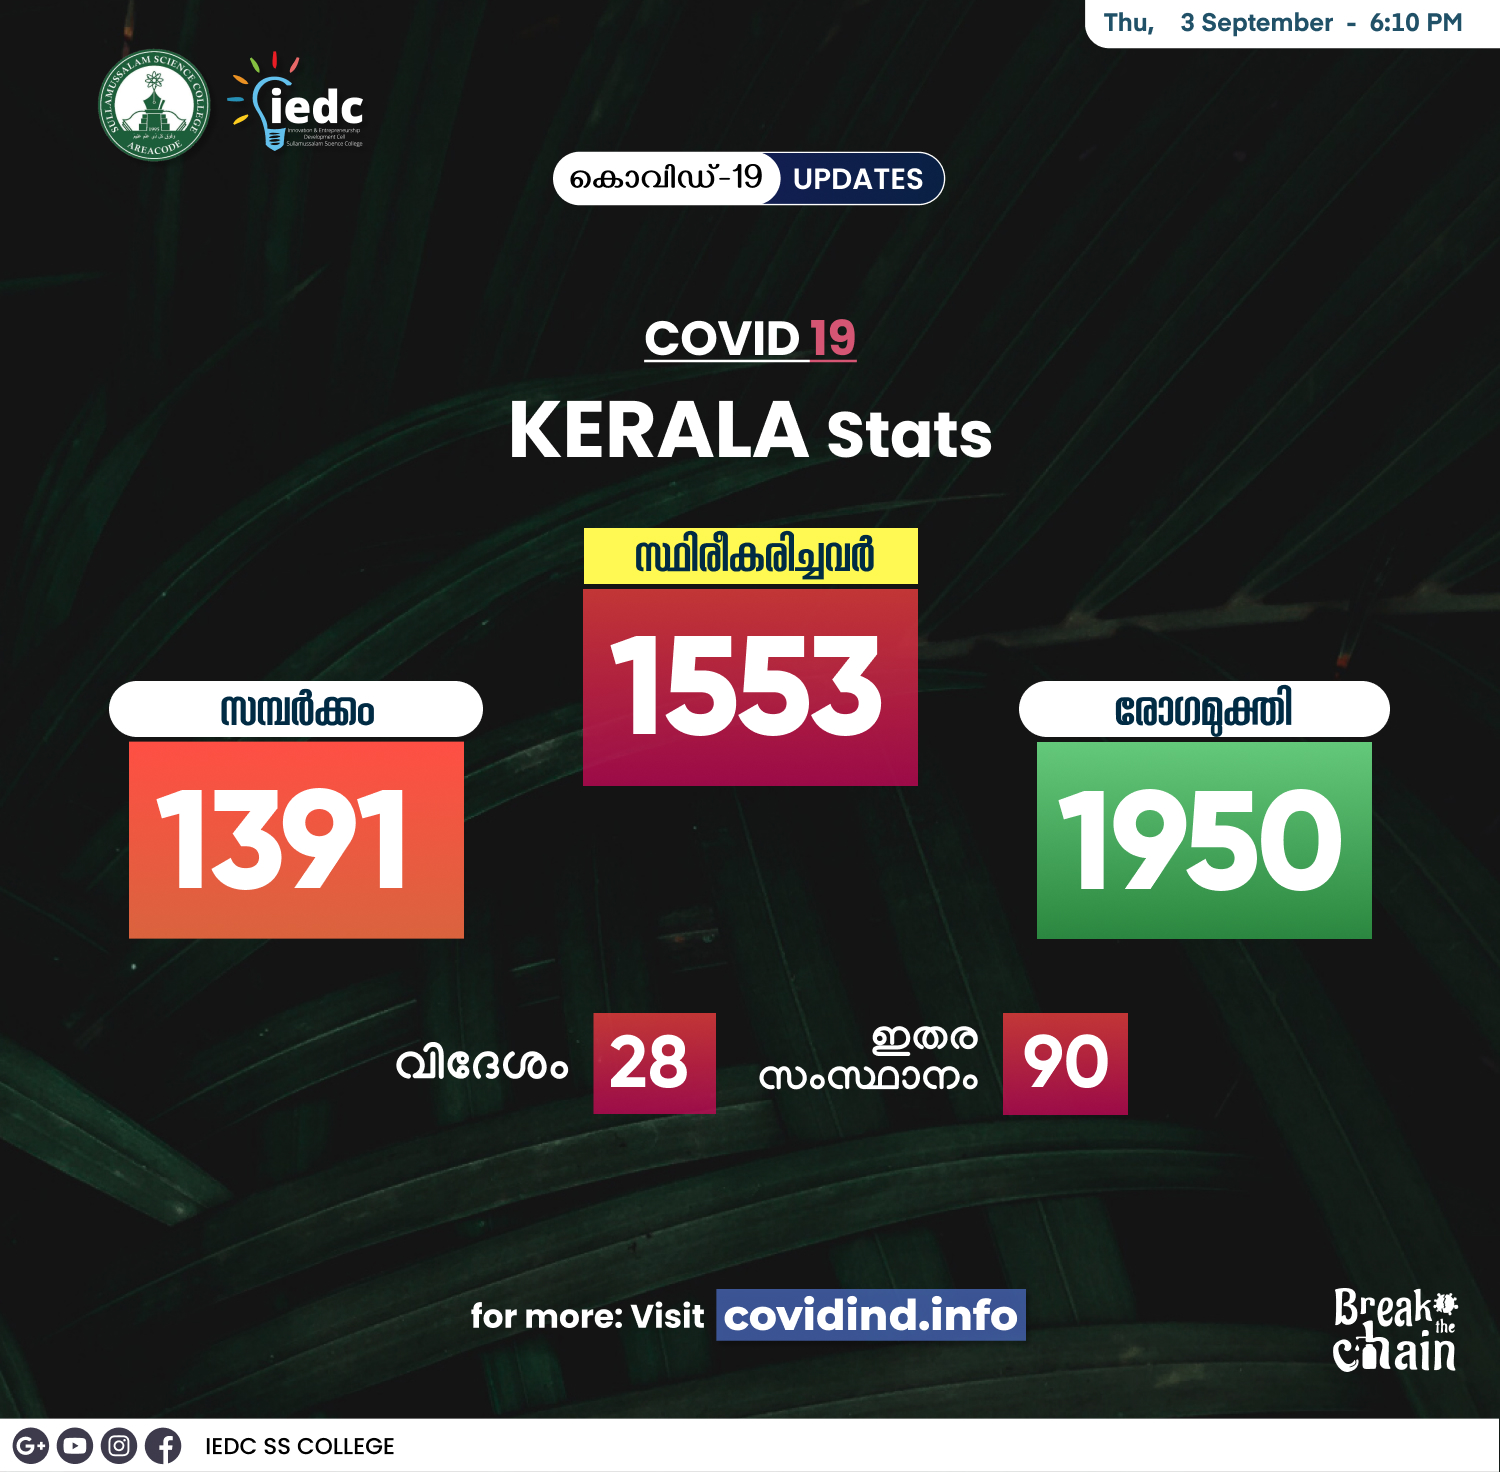 Thu, 3 September - 6:10 PM
SULLAMUSSALAM SCIENCE COLLEGE
1995
AREACODE
iedc
Innovation & Entrepreneurship
Development Cell
Sullamussalam Science College
കൊവിഡ്-19 UPDATES
COVID 19
KERALA Stats
സ്ഥിരീകരിച്ചവർ
1553
സമ്പർക്കം
1391
രോഗമുക്തി
1950
വിദേശം 28
ഇതര
സംസ്ഥാനം
90
for more: Visit covidind.info
Break
the
chain
G+
IEDC SS COLLEGE